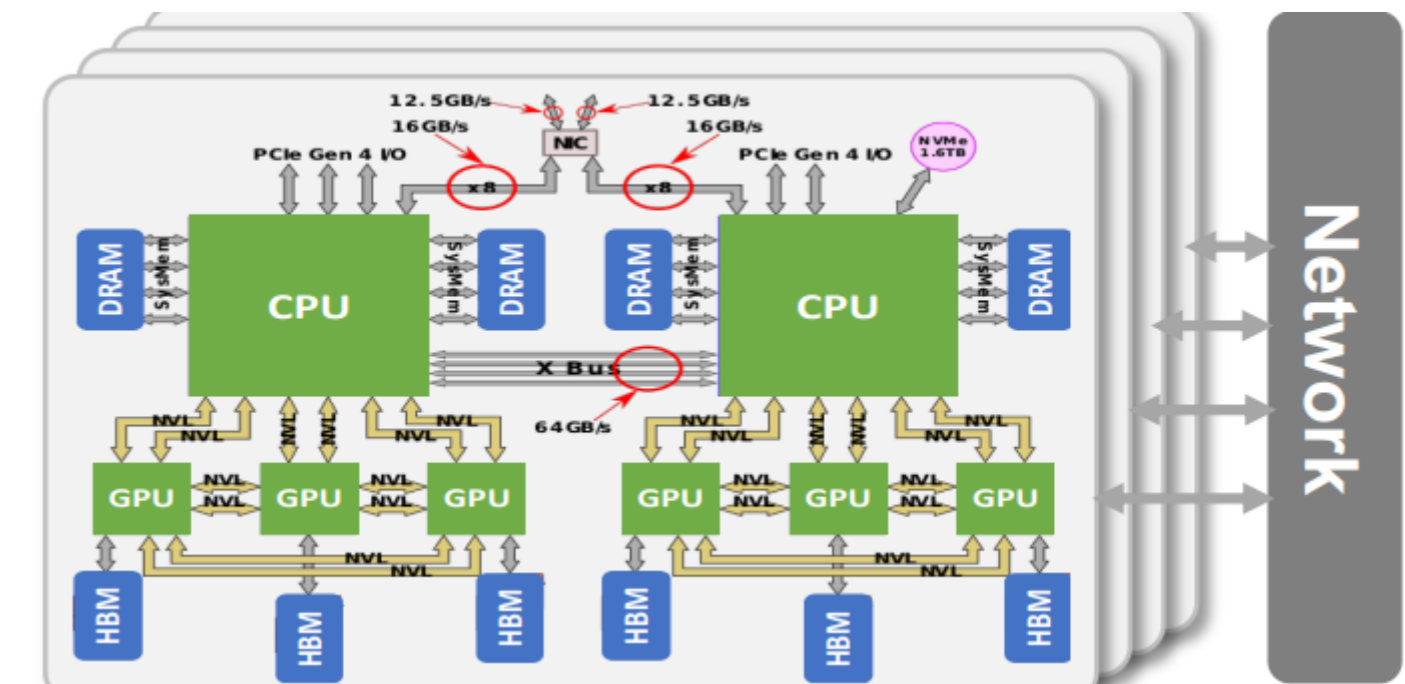 12.5GB/s
12.5GB/s
16GB/s
16GB/s
NIC
NVMe
1.6TB
PCIe Gen 4 I/O
PCIe Gen 4 I/O
x8
x8
DRAM
SysMem
CPU
SysMem
DRAM
DRAM
SysMem
CPU
SysMem
DRAM
X Bus
64GB/s
NVL
NVL
NVL
NVL
NVL
NVL
NVL
NVL
NVL
NVL
NVL
NVL
GPU
NVL
NVL
GPU
NVL
NVL
GPU
GPU
NVL
NVL
GPU
NVL
NVL
GPU
NVL
NVL
NVL
NVL
HBM
HBM
HBM
HBM
HBM
HBM
Network